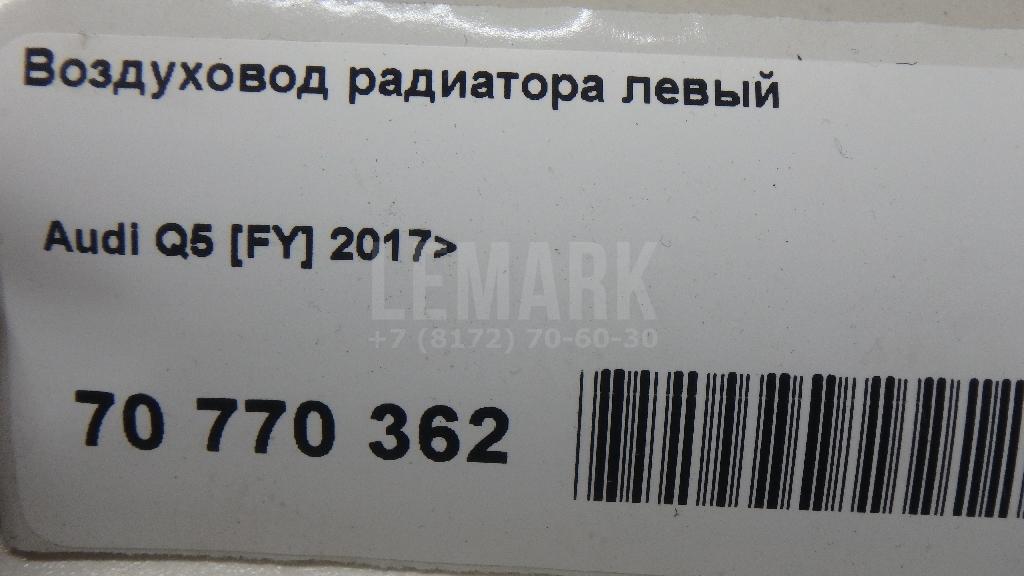 Воздуховод радиатора левый
Audi Q5 [FY] 2017>
LEMARK
+7 (8172) 70-60-30
70 770 362